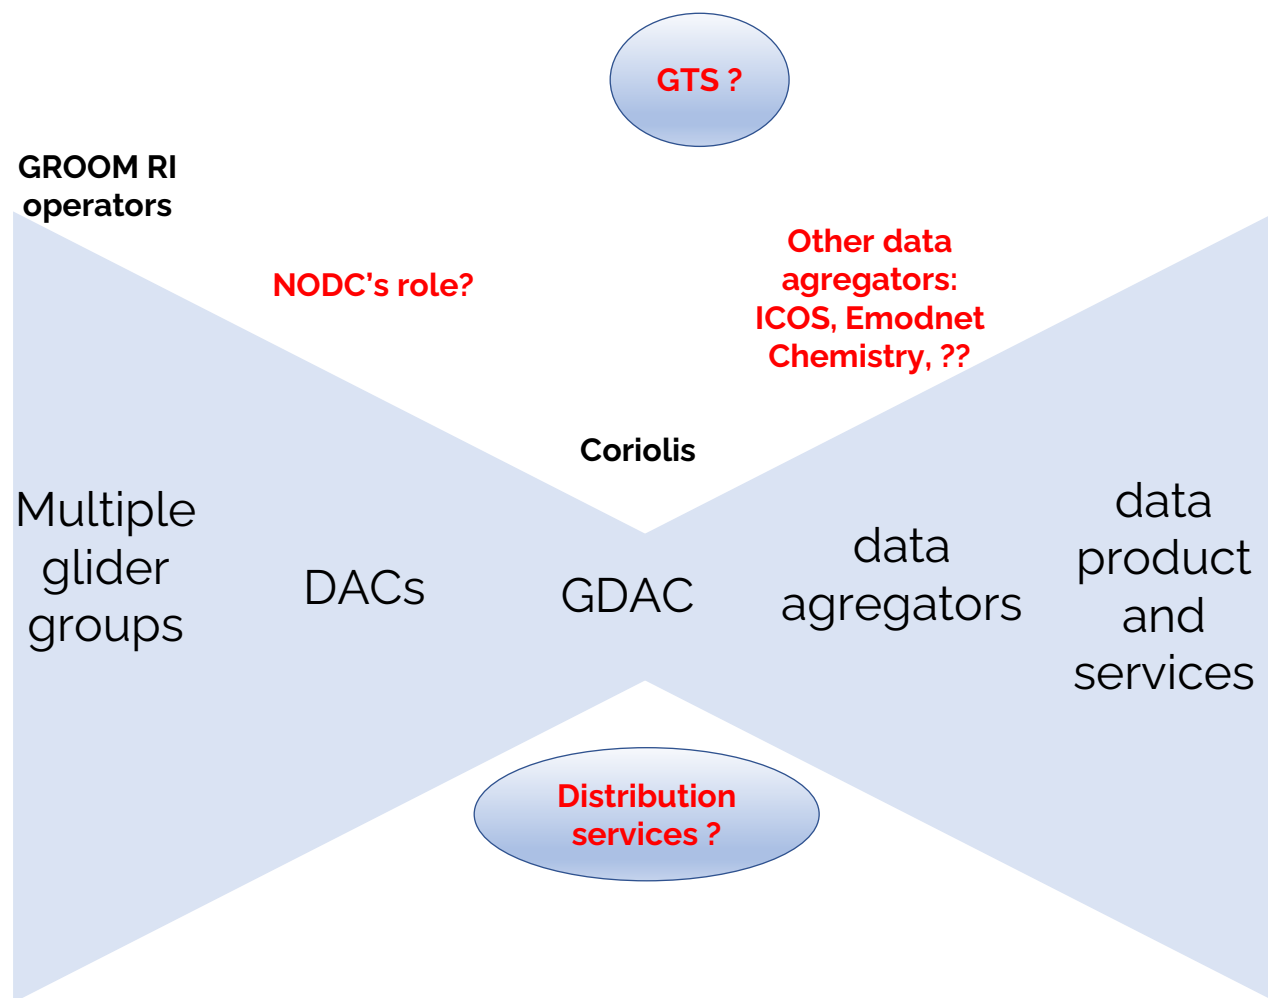 GTS ?
GROOM RI
operators
NODC’s role?
Other data
agregators:
ICOS, Emodnet
Chemistry, ??
Coriolis
Multiple
glider
groups
DACs
GDAC
data
agregators
data
product
and
services
Distribution
services ?